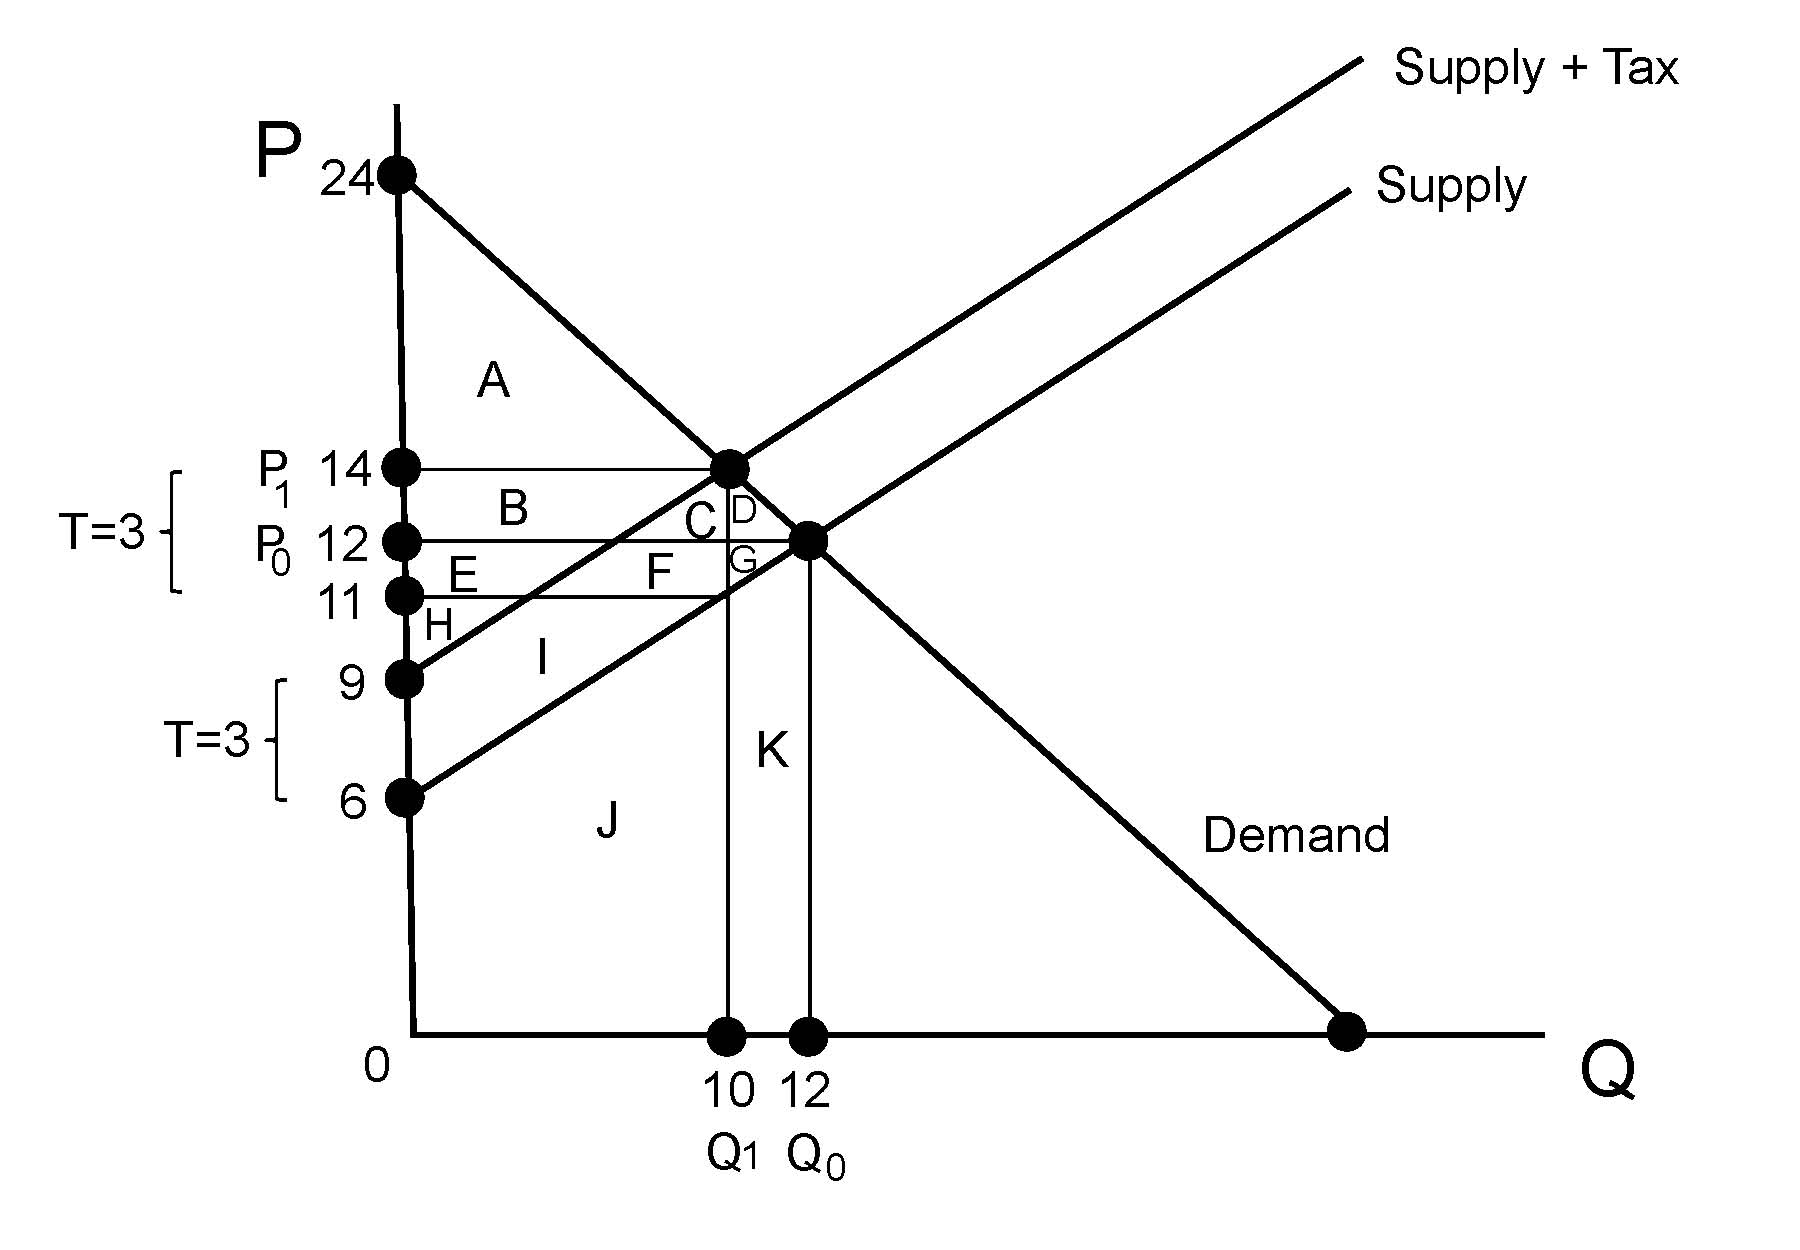 Supply + Tax
P
24
Supply
A
P1 14
B
C
D
T=3
P0 12
E
F
G
11
H
I
9
T=3
K
6
J
Demand
0
Q
10 12
Q1 Q0